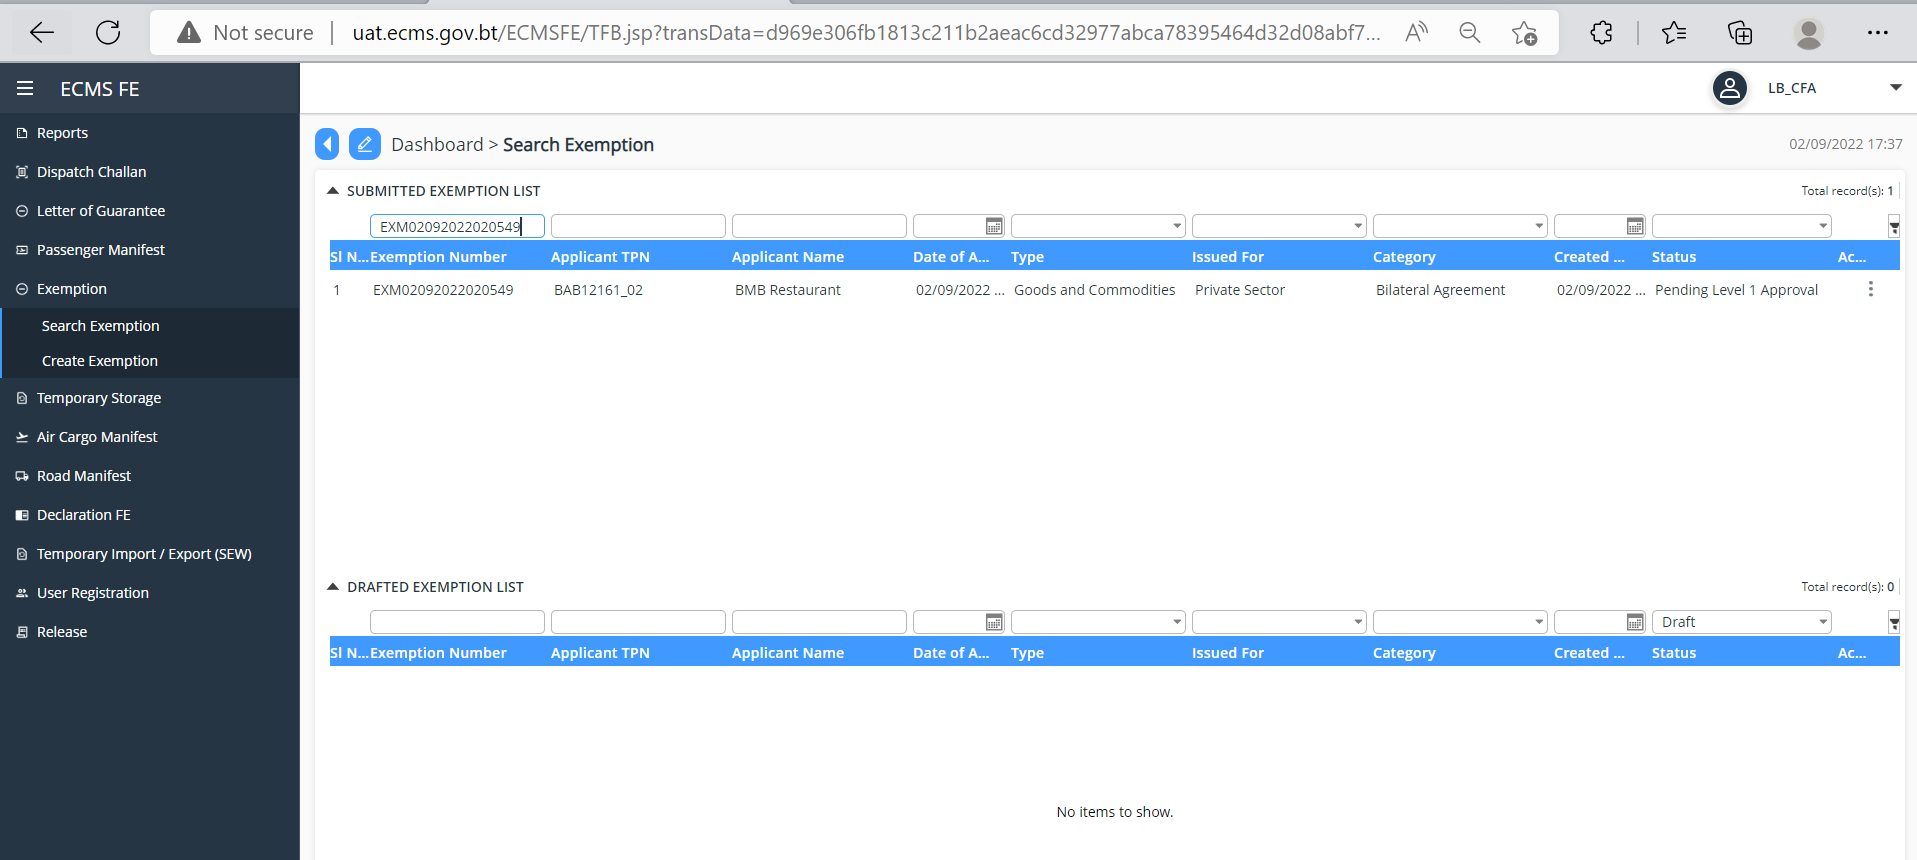 Not secure | uat.ecms.gov.bt/ECMSFE/TFB.jsp?transData=d969e306fb1813c211b2aeac6cd32977abca78395464d32d08abf7...
ECMS FE
LB_CFA
Reports
Dispatch Challan
Letter of Guarantee
Passenger Manifest
Exemption
Search Exemption
Create Exemption
Temporary Storage
Air Cargo Manifest
Road Manifest
Declaration FE
Temporary Import / Export (SEW)
User Registration
Release
Dashboard > Search Exemption
02/09/2022 17:37
SUBMITTED EXEMPTION LIST
Total record(s): 1
EXM02092022020549
Sl N... Exemption Number Applicant TPN Applicant Name Date of A... Type Issued For Category Created ... Status Ac...
1 EXM02092022020549 BAB12161_02 BMB Restaurant 02/09/2022 ... Goods and Commodities Private Sector Bilateral Agreement 02/09/2022 ... Pending Level 1 Approval
DRAFTED EXEMPTION LIST
Total record(s): 0
Draft
Sl N... Exemption Number Applicant TPN Applicant Name Date of A... Type Issued For Category Created ... Status Ac...
No items to show.